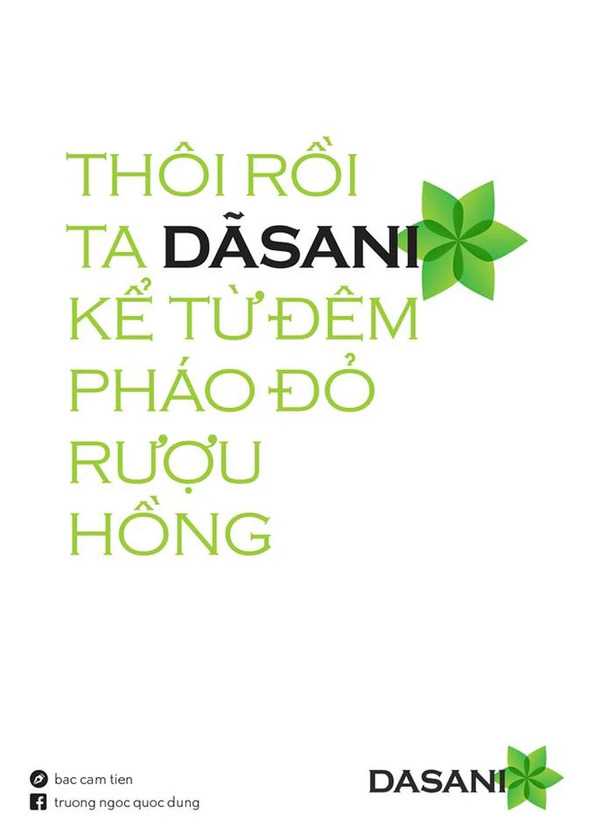 THÔI RỒI
TA DÃSANI
KỂ TỪ ĐÊM
PHÁO ĐỎ
RƯỢU
HỒNG
bac cam tien
truong ngoc quoc dung
DASANI